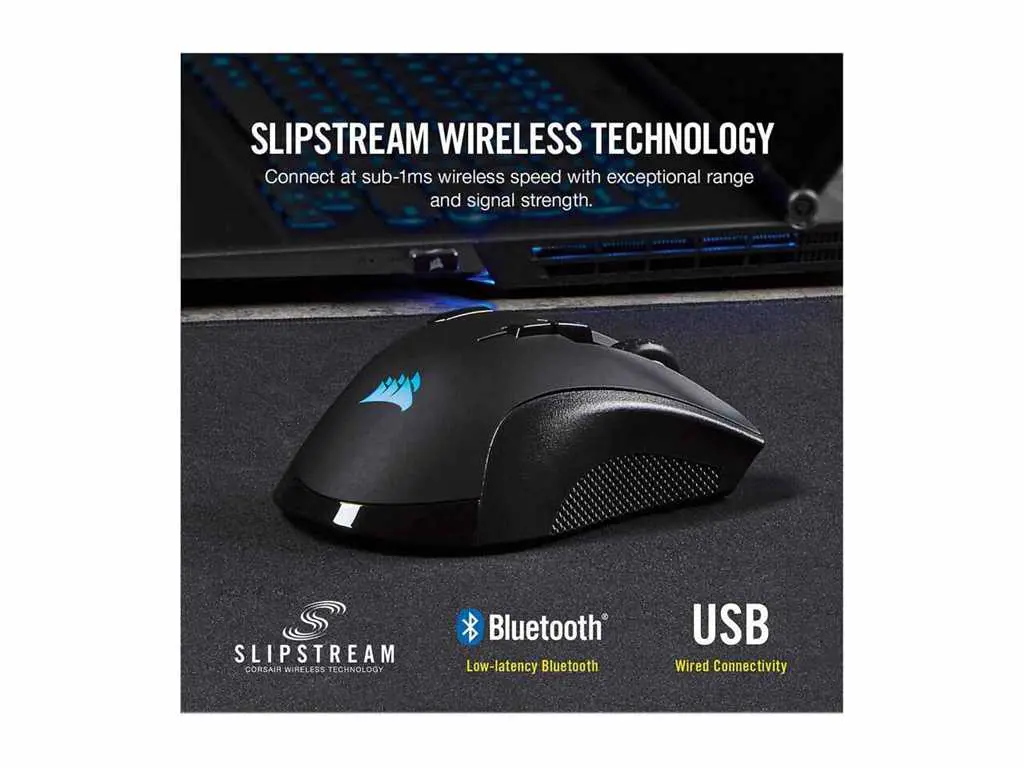 SLIPSTREAM WIRELESS TECHNOLOGY
Connect at sub-1ms wireless speed with exceptional range
and signal strength.
SLIPSTREAM
CORSAIR WIRELESS TECHNOLOGY
Bluetooth®
Low-latency Bluetooth
USB
Wired Connectivity